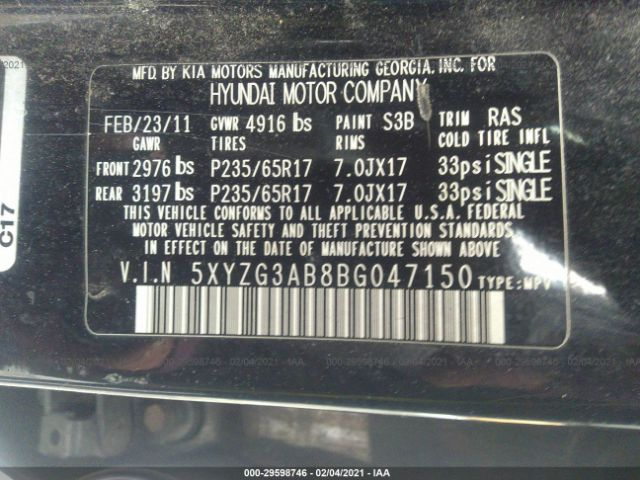 MFD. BY KIA MOTORS MANUFACTURING GEORGIA, INC. FOR
HYUNDAI MOTOR COMPANY
FEB/23/11 GVWR 4916 lbs PAINT S3B TRIM RAS
GAWR TIRES RIMS COLD TIRE INFL
FRONT 2976 lbs P235/65R17 7.0JX17 33psi SINGLE
REAR 3197 lbs P235/65R17 7.0JX17 33psi SINGLE
THIS VEHICLE CONFORMS TO ALL APPLICABLE U.S.A. FEDERAL
MOTOR VEHICLE SAFETY AND THEFT PREVENTION STANDARDS
IN EFFECT ON THE DATE OF MANUFACTURE SHOWN ABOVE.
V.I.N 5XYZG3AB8BG047150 TYPE:MPV
C17
000-29598746 - 02/04/2021 - IAA